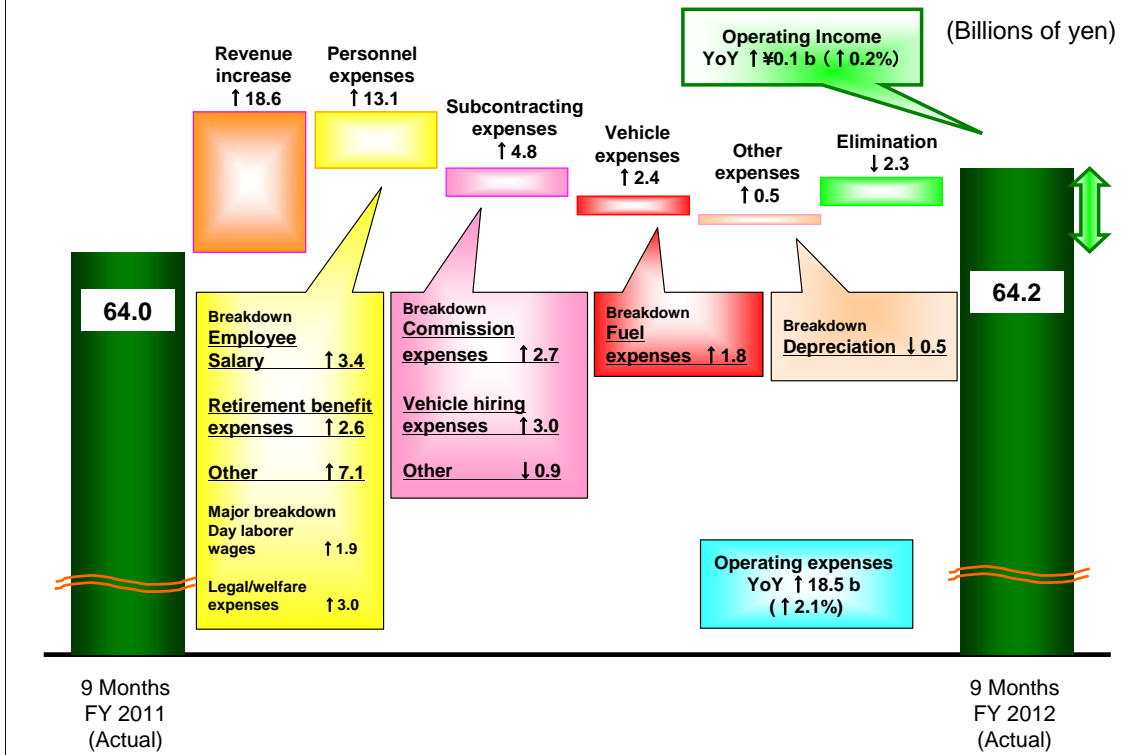 (Billions of yen)
Operating Income
YoY ↑¥0.1 b (↑0.2%)
Revenue
increase
↑18.6
Personnel
expenses
↑13.1
Subcontracting
expenses
↑4.8
Vehicle
expenses
↑2.4
Other
expenses
↑0.5
Elimination
↓2.3
64.0
Breakdown
Employee
Salary ↑3.4
Retirement benefit
expenses ↑2.6
Other ↑7.1
Major breakdown
Day laborer
wages ↑1.9
Legal/welfare
expenses ↑3.0
Breakdown
Commission
expenses ↑2.7
Vehicle hiring
expenses ↑3.0
Other ↓0.9
Breakdown
Fuel
expenses ↑1.8
Breakdown
Depreciation ↓0.5
64.2
Operating expenses
YoY ↑18.5 b
(↑2.1%)
9 Months
FY 2011
(Actual)
9 Months
FY 2012
(Actual)